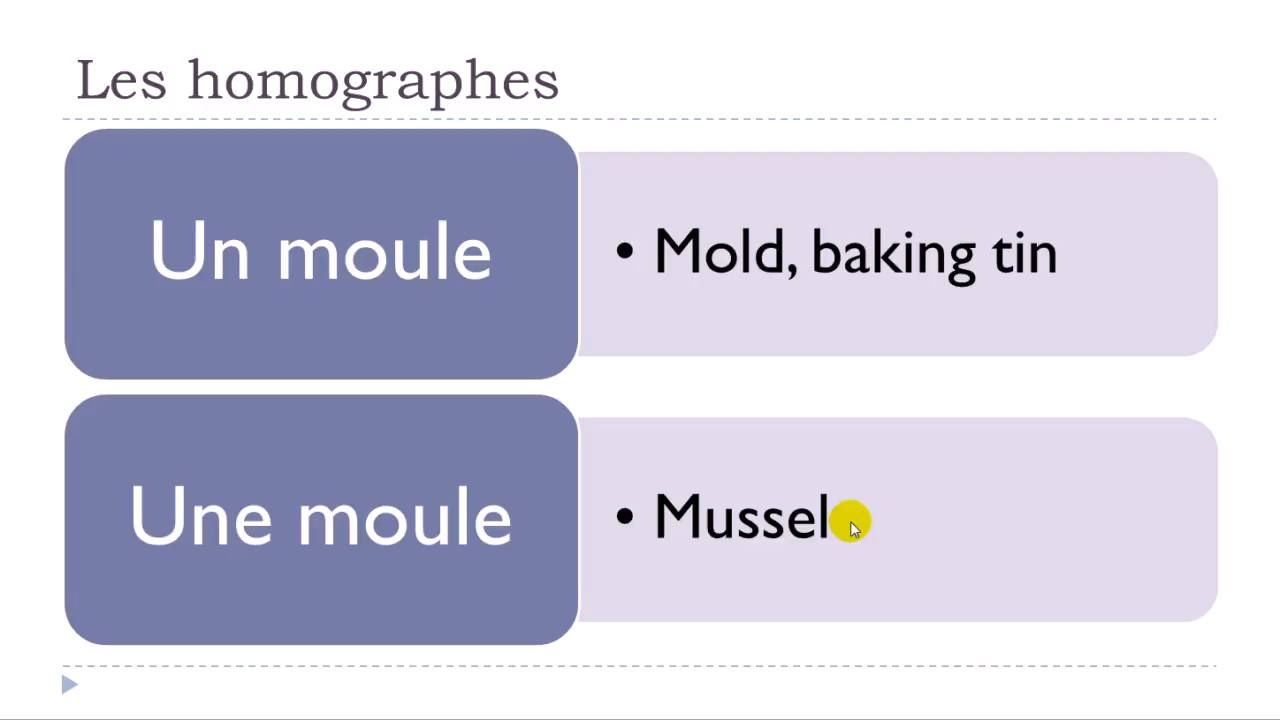 Les homographes
Un moule
• Mold, baking tin
Une moule
• Mussel